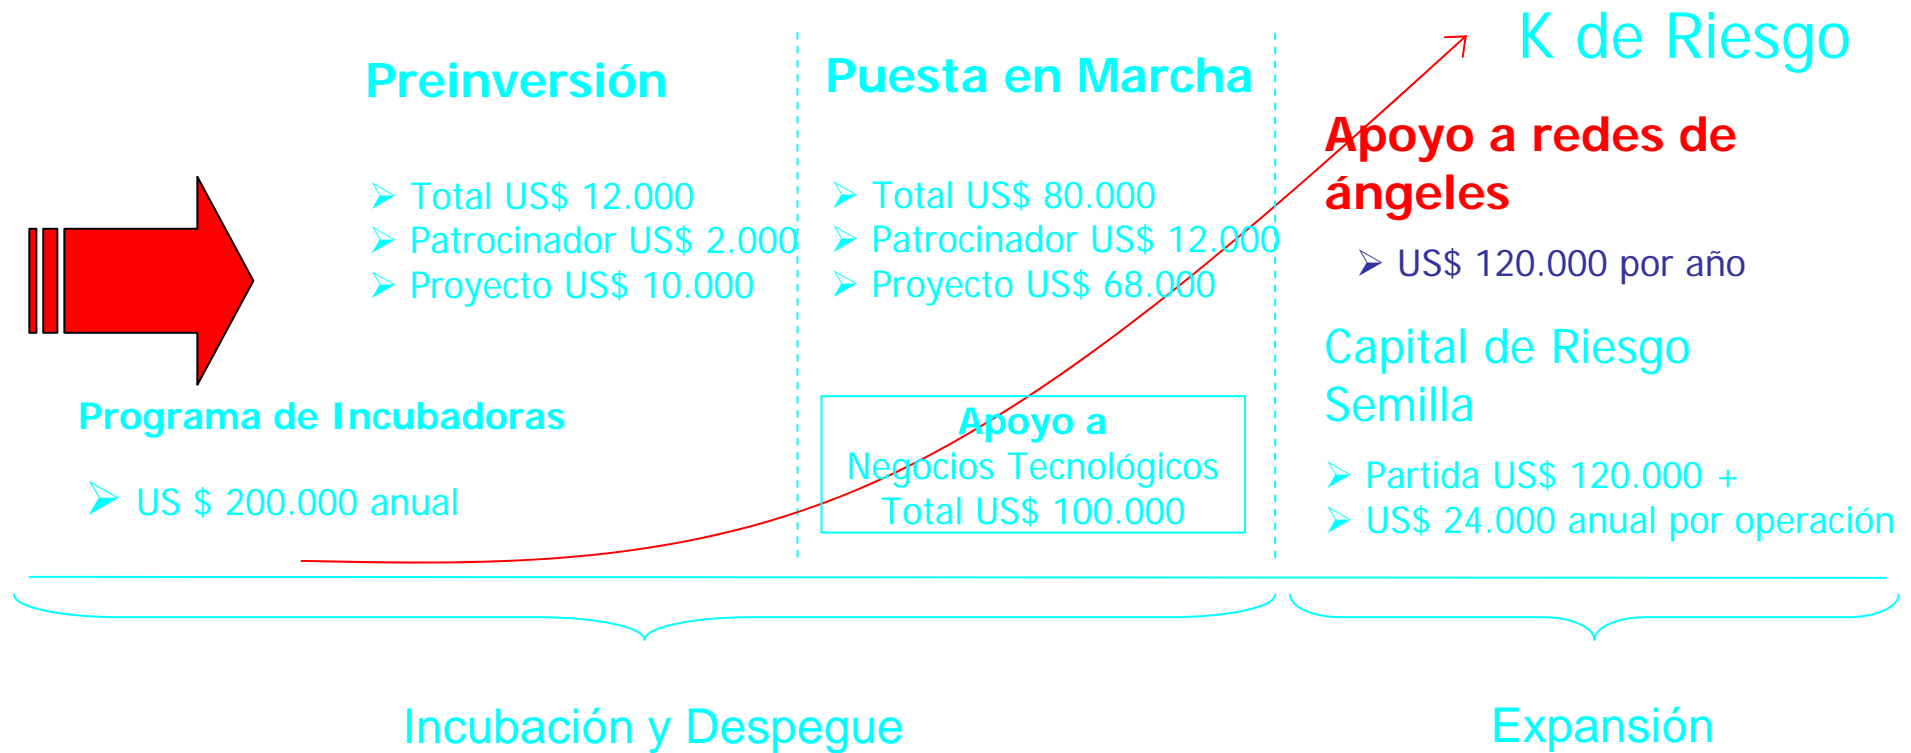 Preinversión
➢ Total US$ 12.000
➢ Patrocinador US$ 2.000
➢ Proyecto US$ 10.000
Programa de Incubadoras
➢ US $ 200.000 anual
Puesta en Marcha
➢ Total US$ 80.000
➢ Patrocinador US$ 12.000
➢ Proyecto US$ 68.000
Apoyo a
Negocios Tecnológicos
Total US$ 100.000
K de Riesgo
Apoyo a redes de
ángeles
➢ US$ 120.000 por año
Capital de Riesgo
Semilla
➢ Partida US$ 120.000 +
➢ US$ 24.000 anual por operación
Incubación y Despegue
Expansión